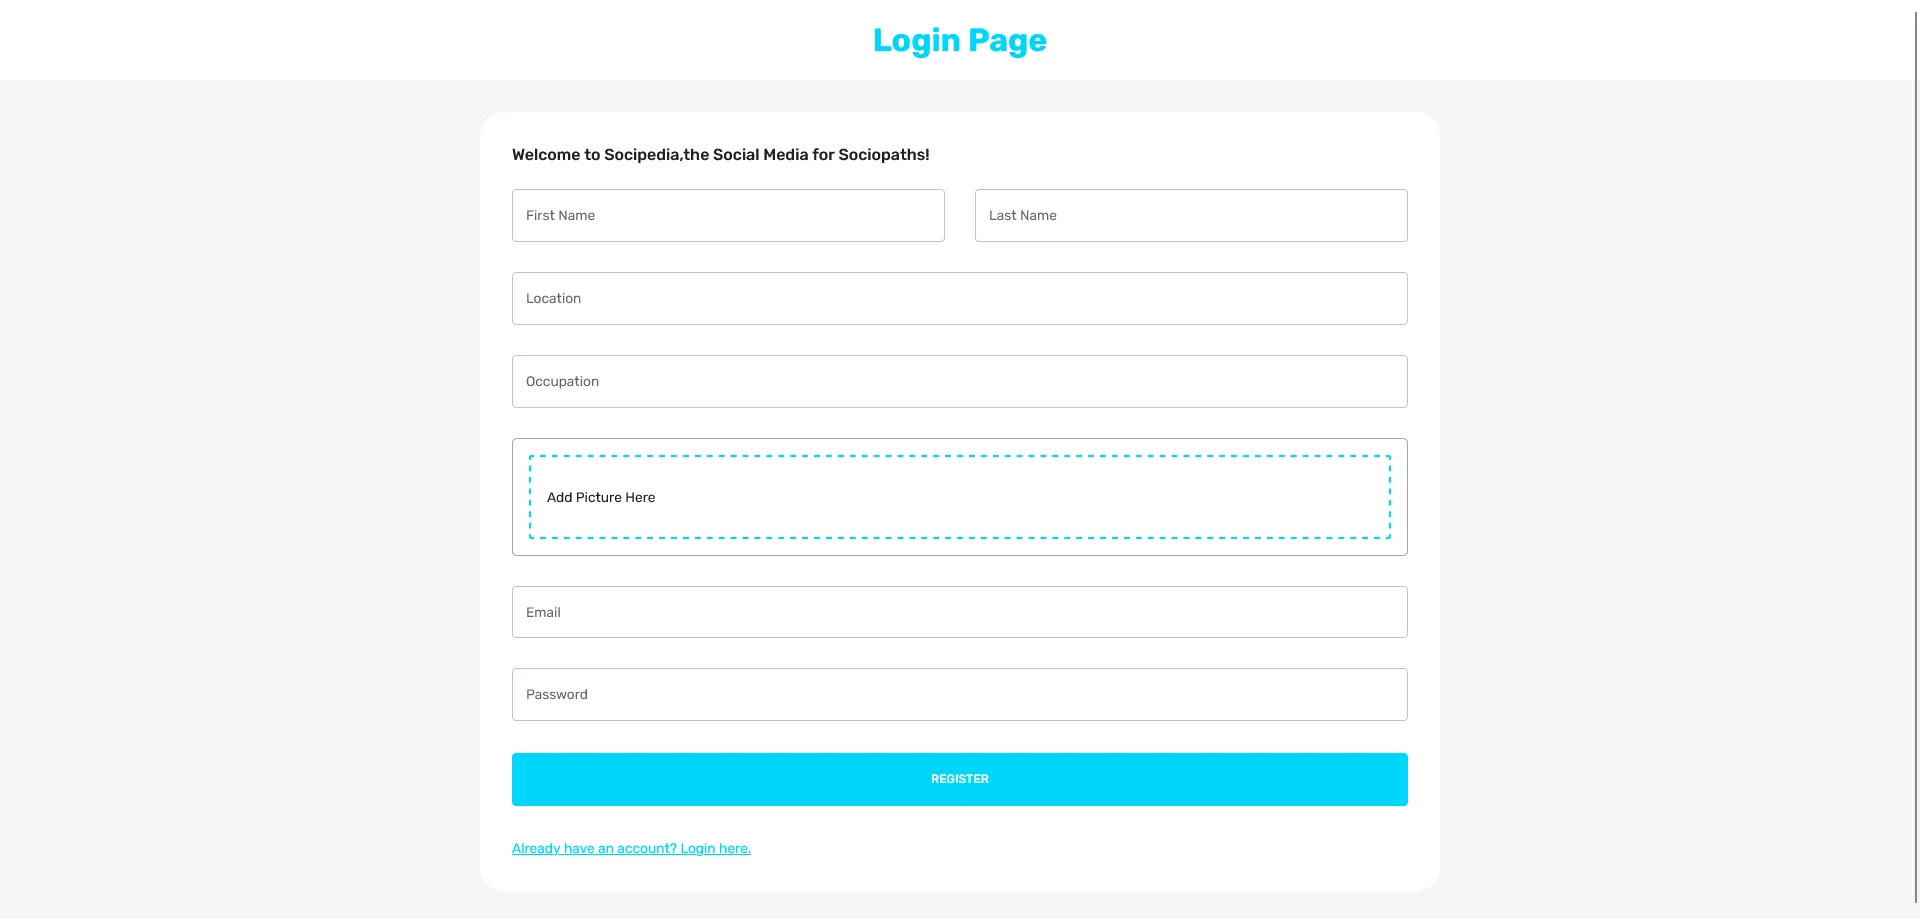 Login Page
Welcome to Socipedia,the Social Media for Sociopaths!
First Name
Last Name
Location
Occupation
Add Picture Here
Email
Password
REGISTER
Already have an account? Login here.